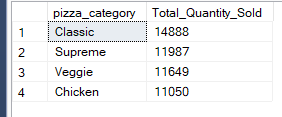 pizza_category Total_Quantity_Sold
1 Classic 14888
2 Supreme 11987
3 Veggie 11649
4 Chicken 11050